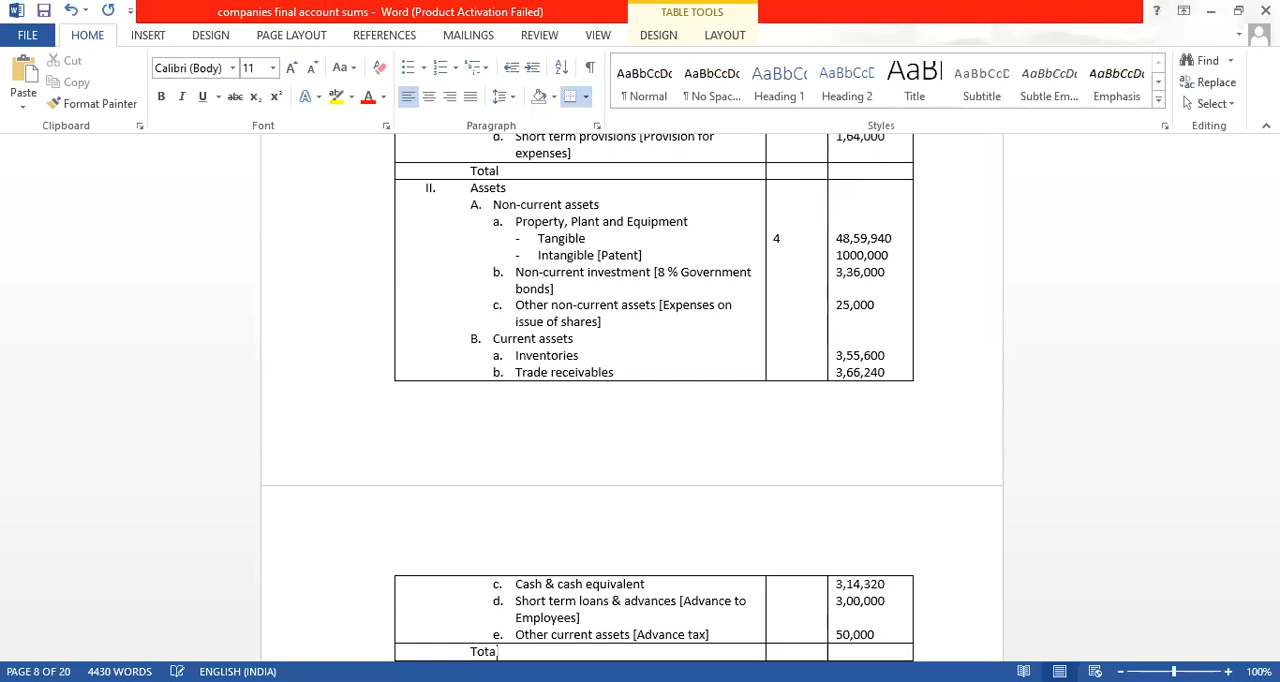 companies final account sums - Word (Product Activation Failed)
TABLE TOOLS
FILE HOME INSERT DESIGN PAGE LAYOUT REFERENCES MAILINGS REVIEW VIEW DESIGN LAYOUT
Paste
Cut
Copy
Format Painter
Clipboard
Calibri (Body) 11
Font
Paragraph
AaBbCcDc AaBbCcDc AaBbCc AaBbCcD AaBl AaBbCcD AaBbCcDc AaBbCcDc
¶ Normal ¶ No Spac... Heading 1 Heading 2 Title Subtitle Subtle Em... Emphasis
Styles
Find
Replace
Select
Editing
d. Short term provisions [Provision for 1,64,000
expenses]
Total
II. Assets
A. Non-current assets
a. Property, Plant and Equipment
- Tangible 4 48,59,940
- Intangible [Patent] 1000,000
b. Non-current investment [8 % Government 3,36,000
bonds]
c. Other non-current assets [Expenses on 25,000
issue of shares]
B. Current assets
a. Inventories 3,55,600
b. Trade receivables 3,66,240
c. Cash & cash equivalent 3,14,320
d. Short term loans & advances [Advance to 3,00,000
Employees]
e. Other current assets [Advance tax] 50,000
Tota
PAGE 8 OF 20 4430 WORDS ENGLISH (INDIA) 100%